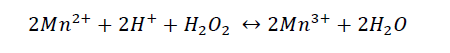 2Mn²⁺ + 2H⁺ + H₂O₂ ↔ 2Mn³⁺ + 2H₂O